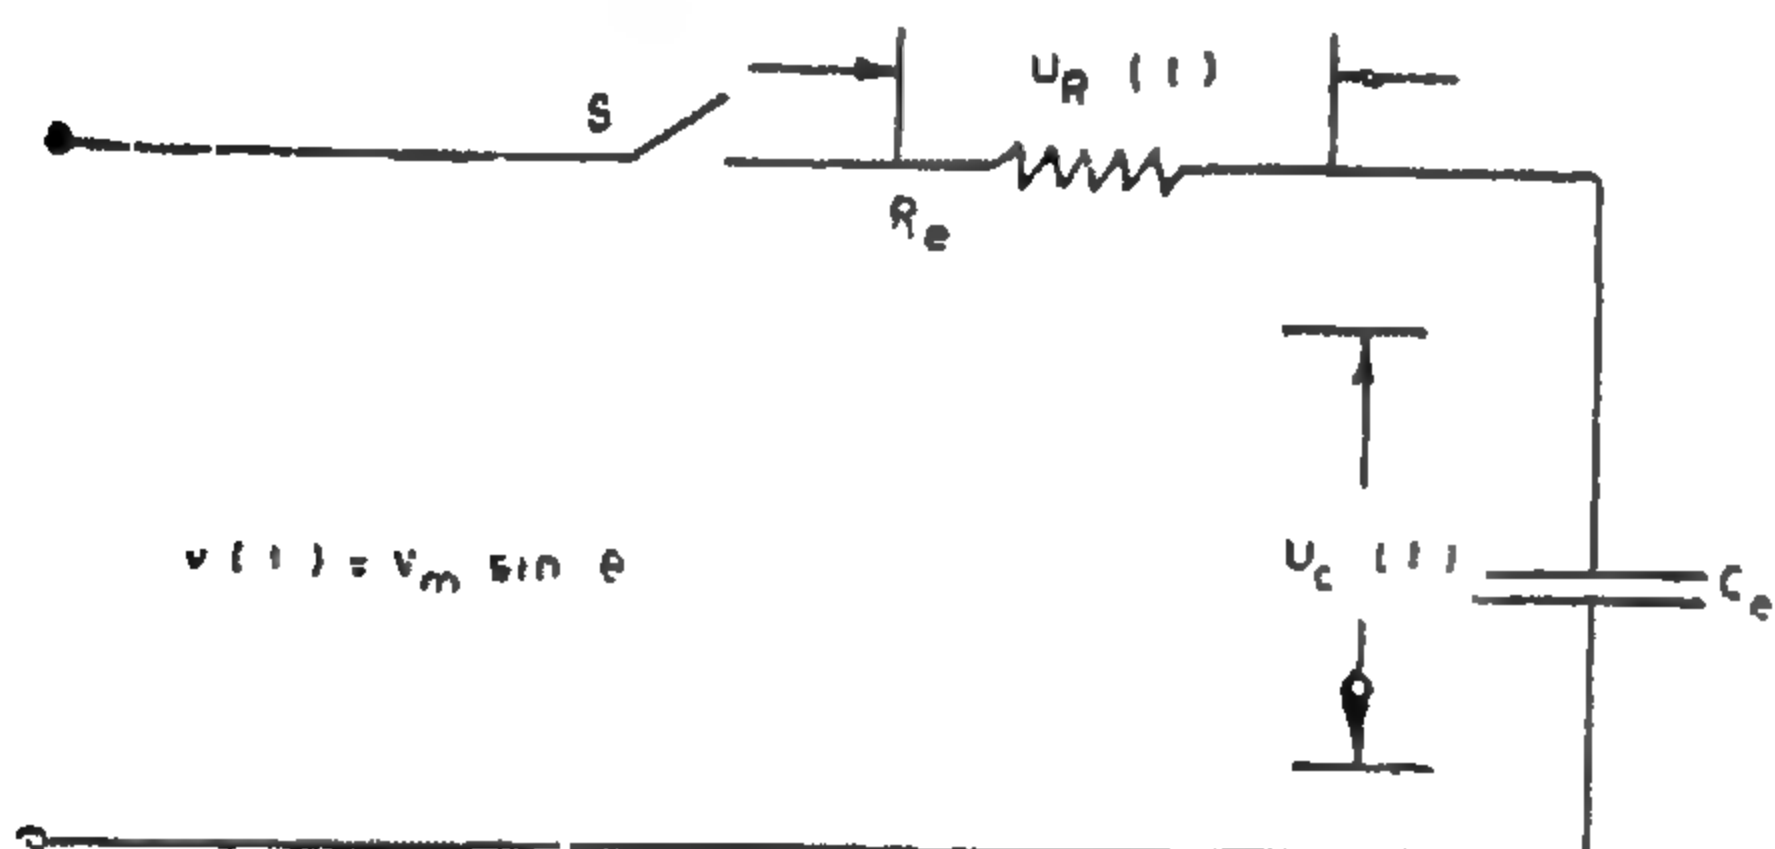 S
U_R (t)
R_e
v(t) = v_m sin θ
U_c (t)
C_e